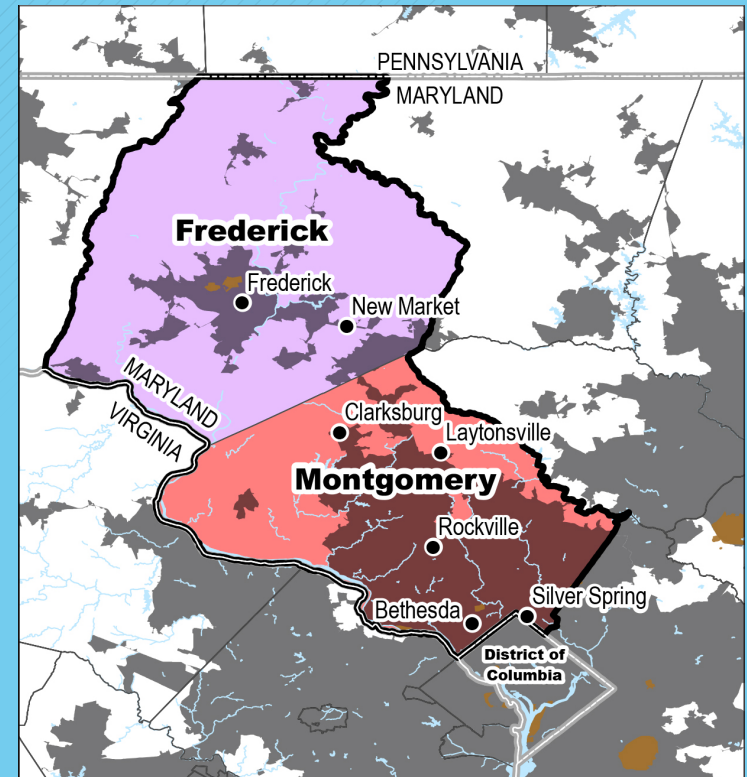 PENNSYLVANIA
MARYLAND
Frederick
Frederick
New Market
MARYLAND
VIRGINIA
Clarksburg
Laytonsville
Montgomery
Rockville
Bethesda
Silver Spring
District of
Columbia